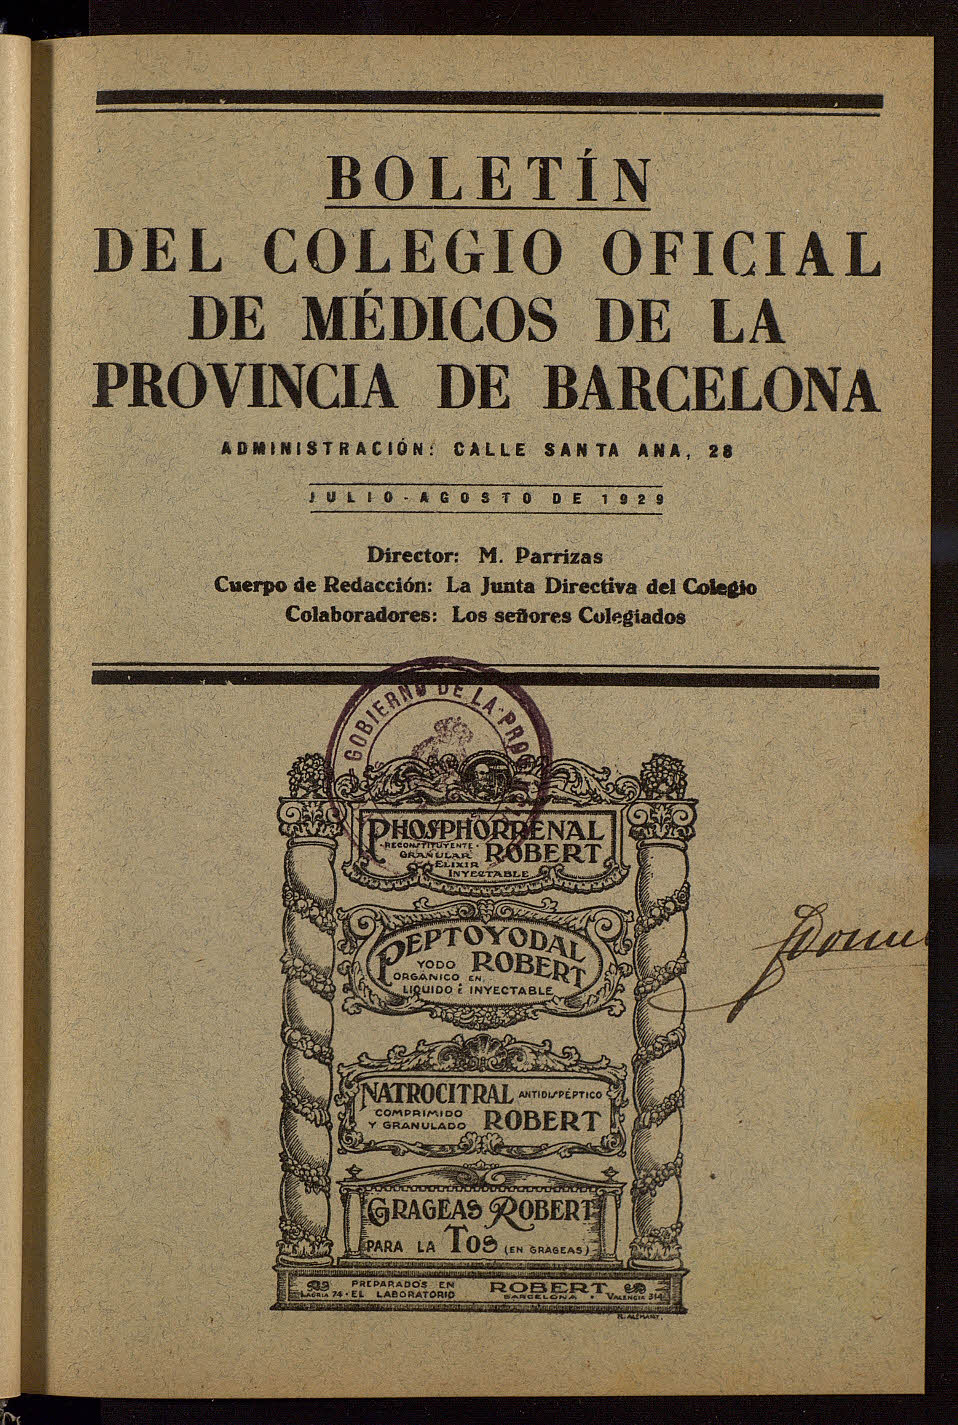 BOLETÍN
DEL COLEGIO OFICIAL
DE MÉDICOS DE LA
PROVINCIA DE BARCELONA
ADMINISTRACIÓN: CALLE SANTA ANA, 28
JULIO - AGOSTO DE 1929
Director: M. Parrizas
Cuerpo de Redacción: La Junta Directiva del Colegio
Colaboradores: Los señores Colegiados
GOBIERNO DE LA PROVINCIA
PHOSPHORRENAL
RECONSTITUYENTE
GRANULAR ROBERT
ELIXIR
INYECTABLE
PEPTOYODAL
YODO ROBERT
ORGÁNICO EN
LIQUIDO É INYECTABLE
NATROCITRAL ANTIDISPÉPTICO
COMPRIMIDO
Y GRANULADO ROBERT
GRAGEAS ROBERT
PARA LA TOS (EN GRAGEAS)
PREPARADOS EN ROBERT
LAURIA 74 · EL LABORATORIO BARCELONA · VALENCIA 314